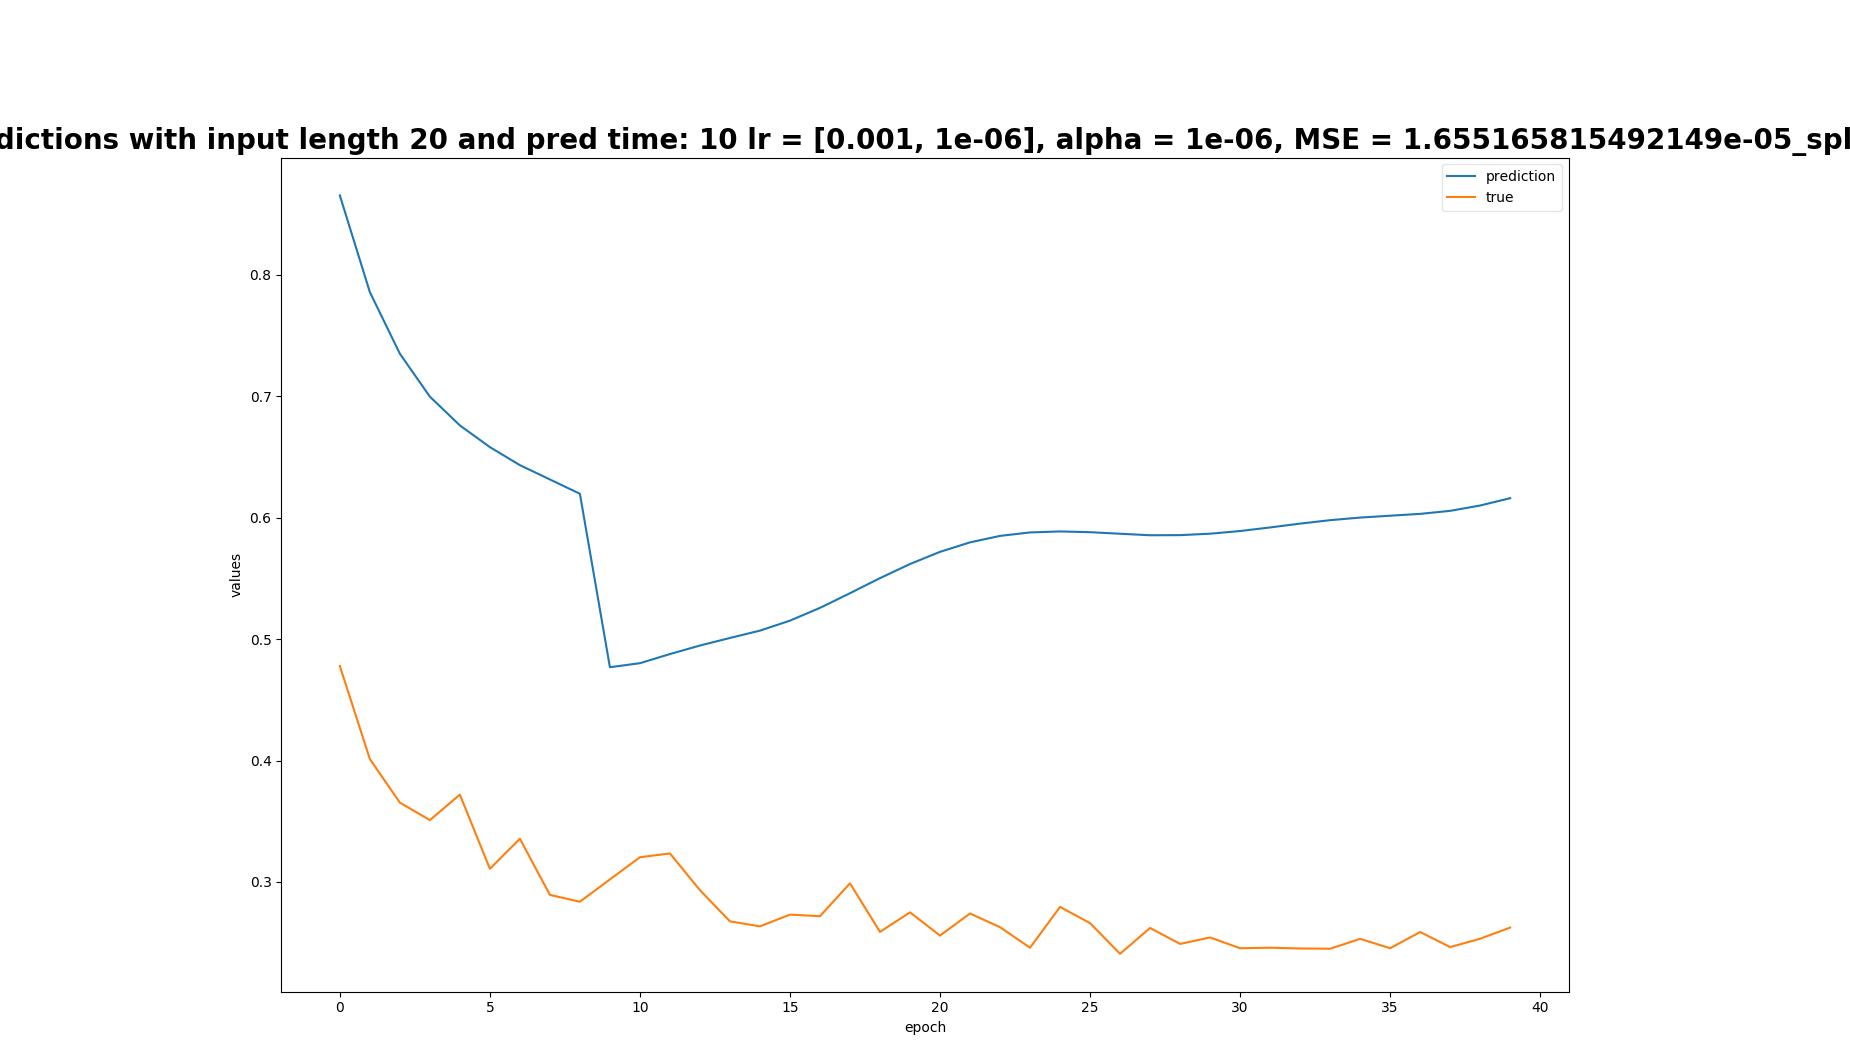 dictions with input length 20 and pred time: 10 lr = [0.001, 1e-06], alpha = 1e-06, MSE = 1.655165815492149e-05_spl
prediction
true
0.8
0.7
0.6
0.5
0.4
0.3
values
0 5 10 15 20 25 30 35 40
epoch